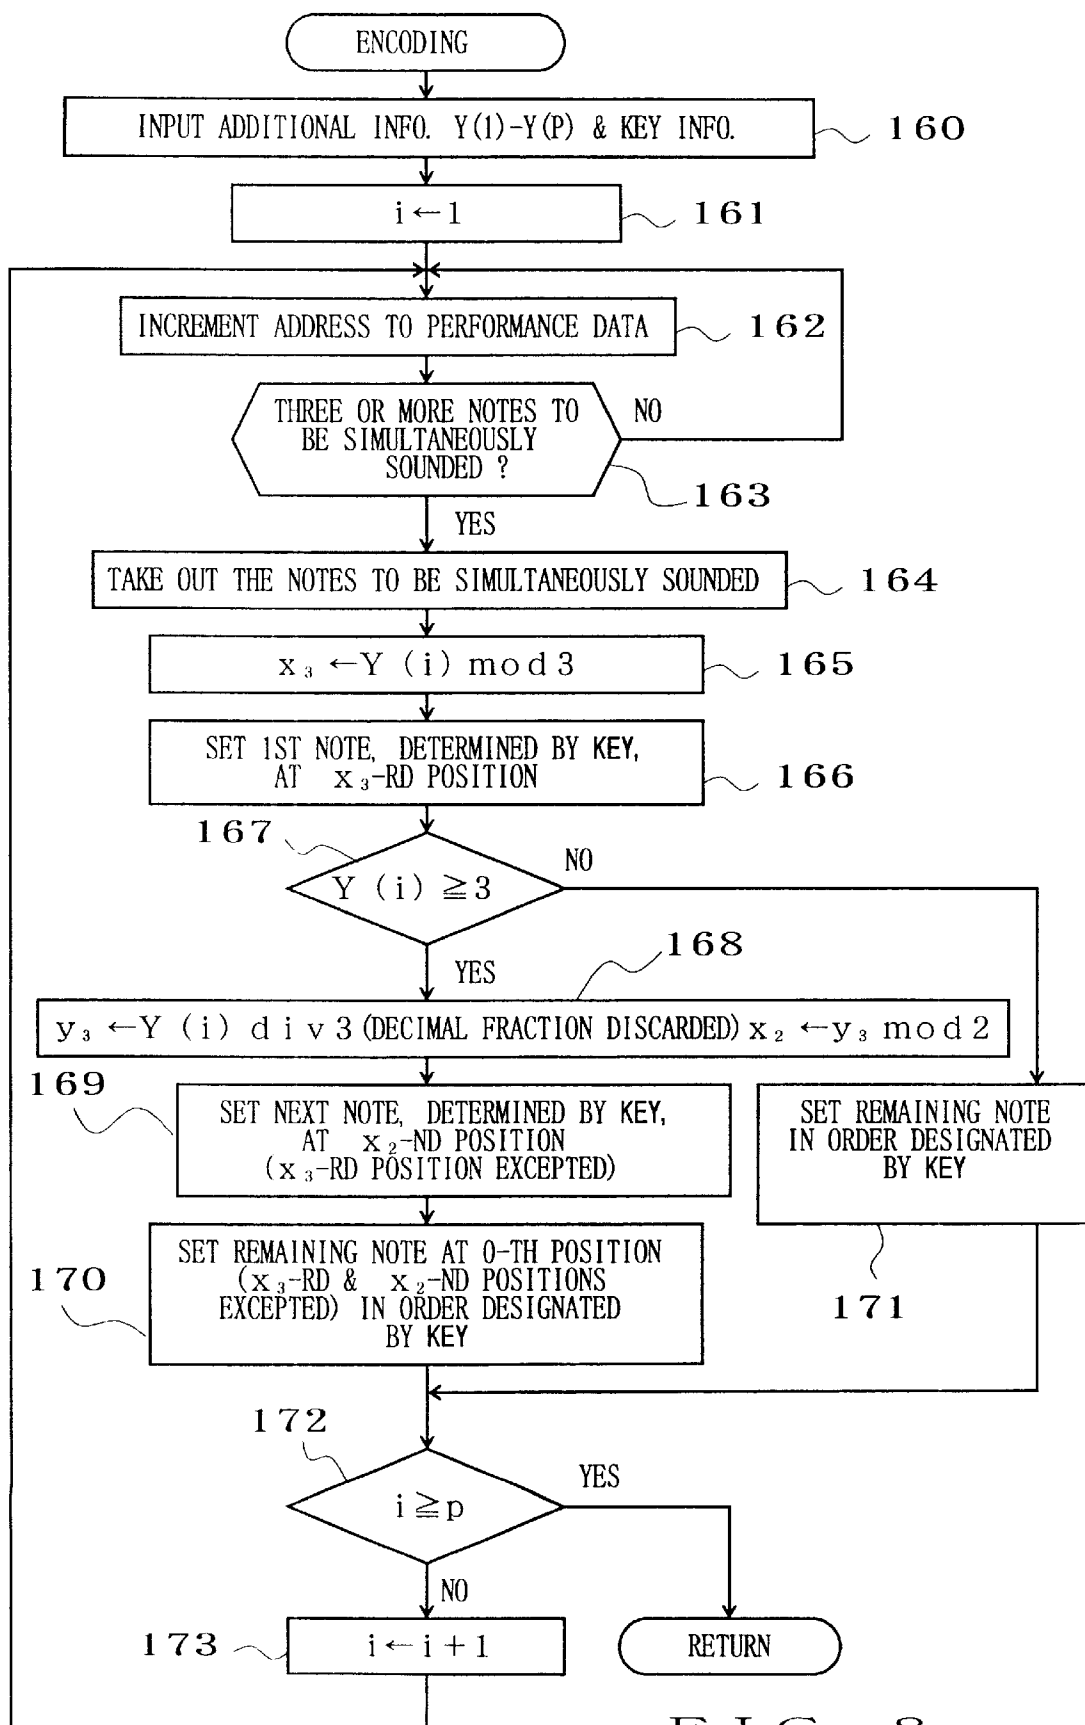 ENCODING
INPUT ADDITIONAL INFO. Y(1)-Y(P) & KEY INFO.
160
i←1
161
INCREMENT ADDRESS TO PERFORMANCE DATA
162
THREE OR MORE NOTES TO
BE SIMULTANEOUSLY
SOUNDED ?
NO
163
YES
TAKE OUT THE NOTES TO BE SIMULTANEOUSLY SOUNDED
164
x₃ ←Y (i) mod3
165
SET 1ST NOTE, DETERMINED BY KEY,
AT x₃-RD POSITION
166
167
Y (i) ≧3
NO
YES
168
y₃ ←Y (i) div3 (DECIMAL FRACTION DISCARDED) x₂ ←y₃ mod2
169
SET NEXT NOTE, DETERMINED BY KEY,
AT x₂-ND POSITION
(x₃-RD POSITION EXCEPTED)
SET REMAINING NOTE
IN ORDER DESIGNATED
BY KEY
171
170
SET REMAINING NOTE AT 0-TH POSITION
(x₃-RD & x₂-ND POSITIONS
EXCEPTED) IN ORDER DESIGNATED
BY KEY
172
i≧p
YES
NO
173
i←i+1
RETURN